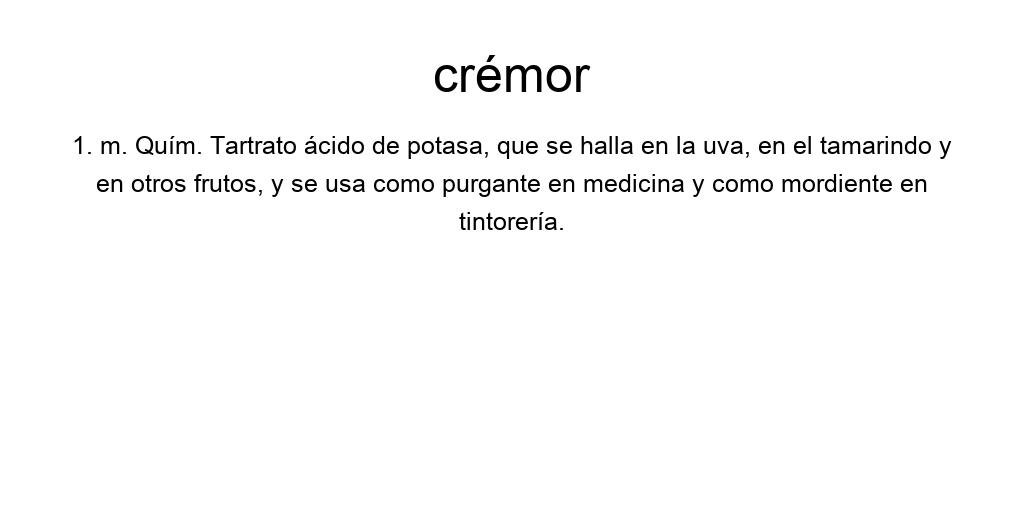 crémor
1. m. Quím. Tartrato ácido de potasa, que se halla en la uva, en el tamarindo y
en otros frutos, y se usa como purgante en medicina y como mordiente en
tintorería.